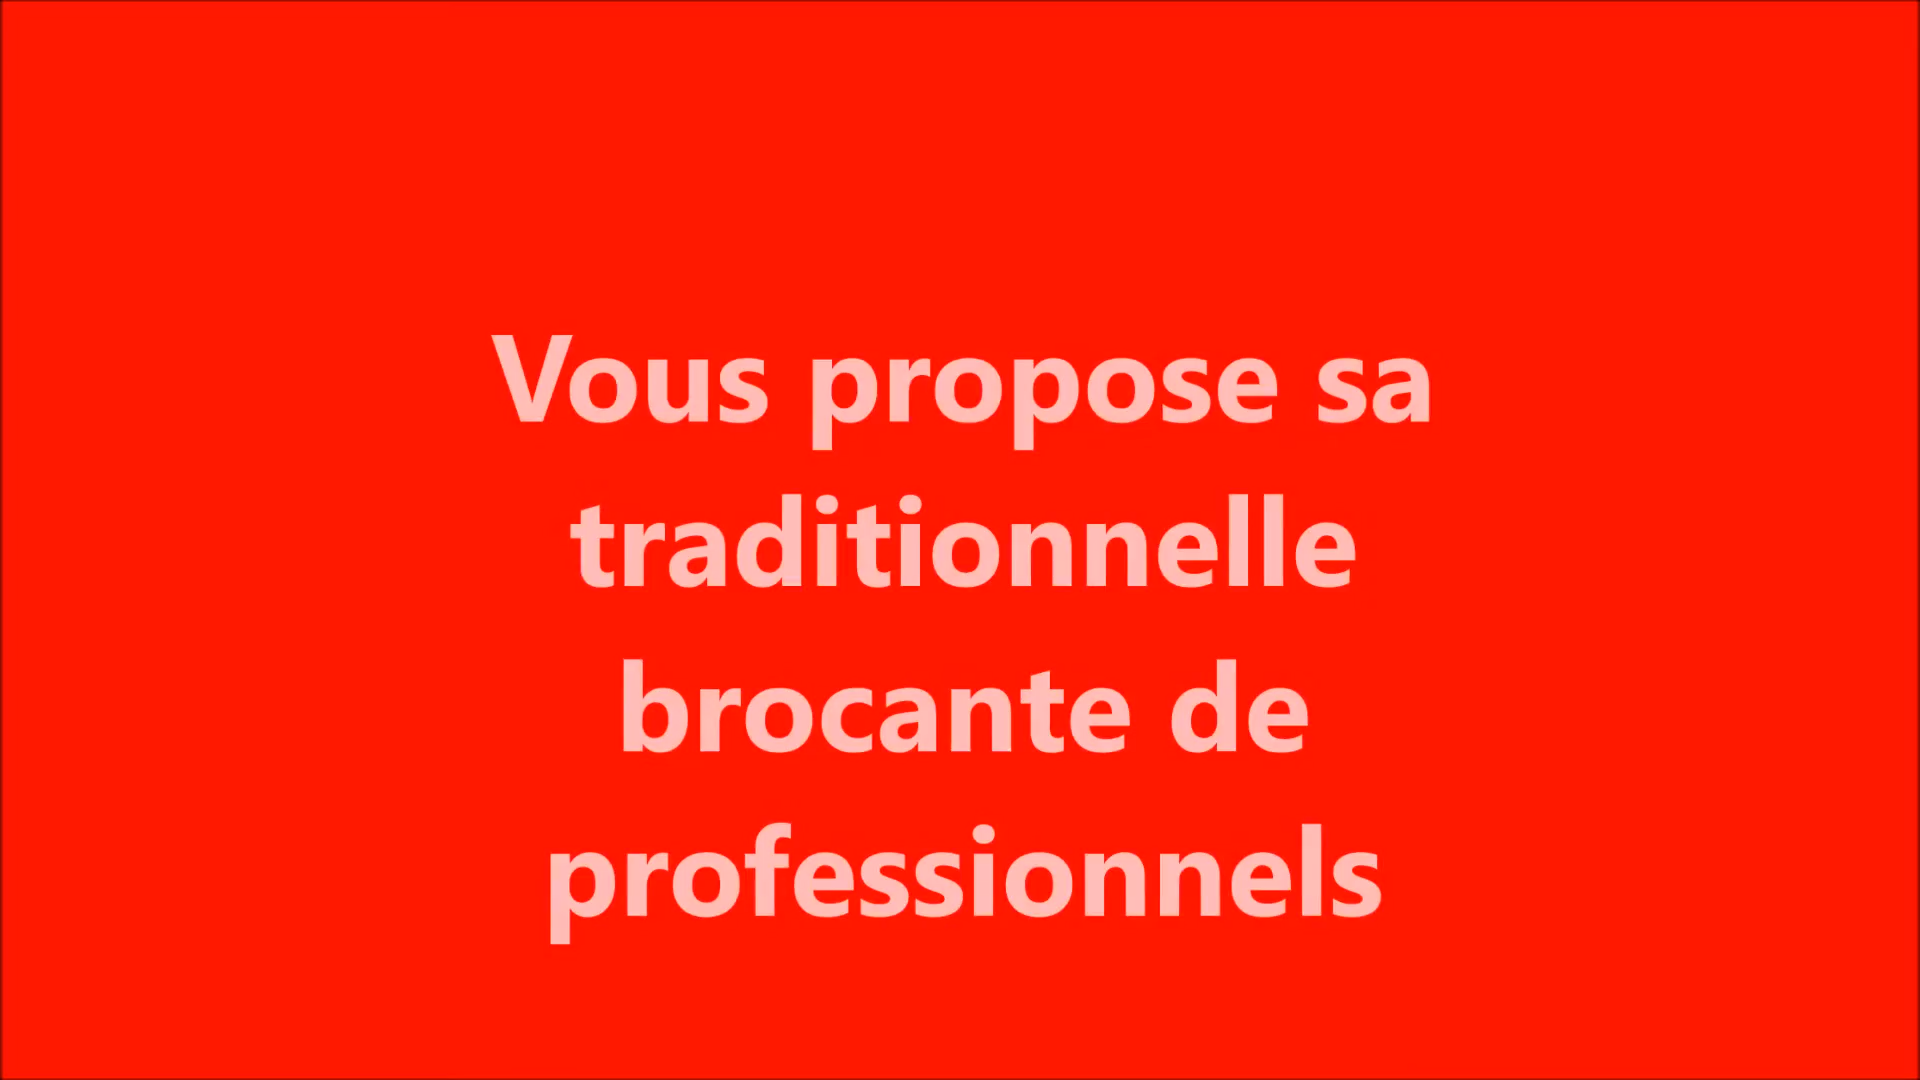 Vous propose sa
traditionnelle
brocante de
professionnels